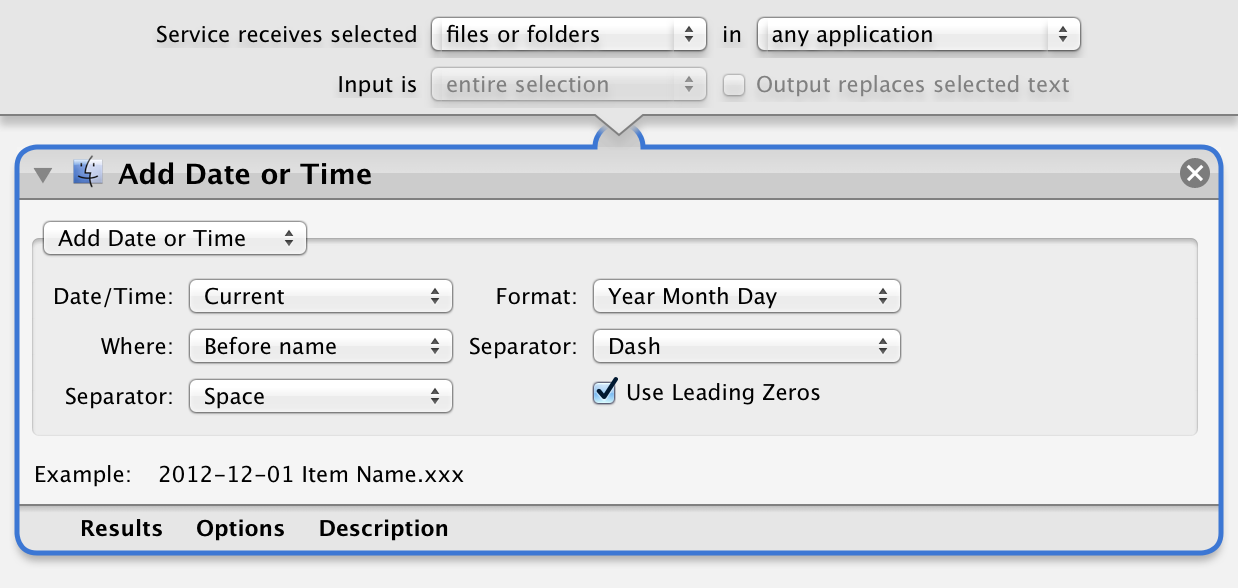 Service receives selected files or folders in any application
Input is entire selection Output replaces selected text
Add Date or Time
Add Date or Time
Date/Time: Current Format: Year Month Day
Where: Before name Separator: Dash
Separator: Space Use Leading Zeros
Example: 2012-12-01 Item Name.xxx
Results Options Description